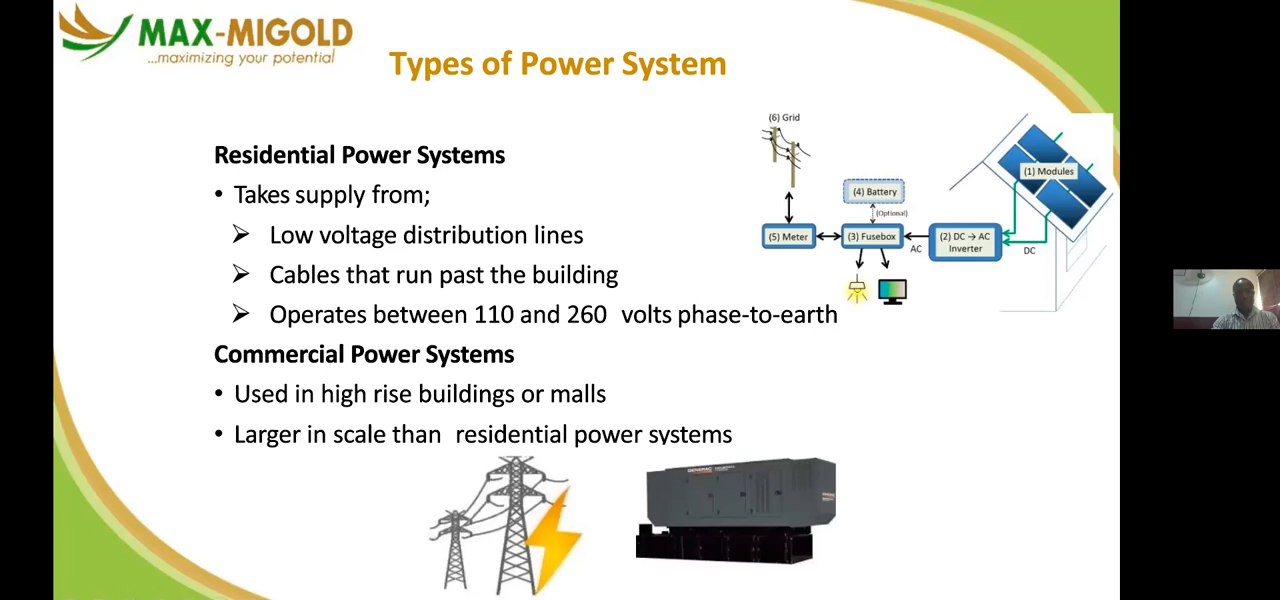 MAX-MIGOLD
...maximizing your potential
Types of Power System
Residential Power Systems
• Takes supply from;
➢ Low voltage distribution lines
➢ Cables that run past the building
➢ Operates between 110 and 260 volts phase-to-earth
Commercial Power Systems
• Used in high rise buildings or malls
• Larger in scale than residential power systems
(6) Grid
(1) Modules
(4) Battery
(Optional)
(5) Meter
(3) Fusebox
AC
(2) DC → AC
Inverter
DC
GENERAC